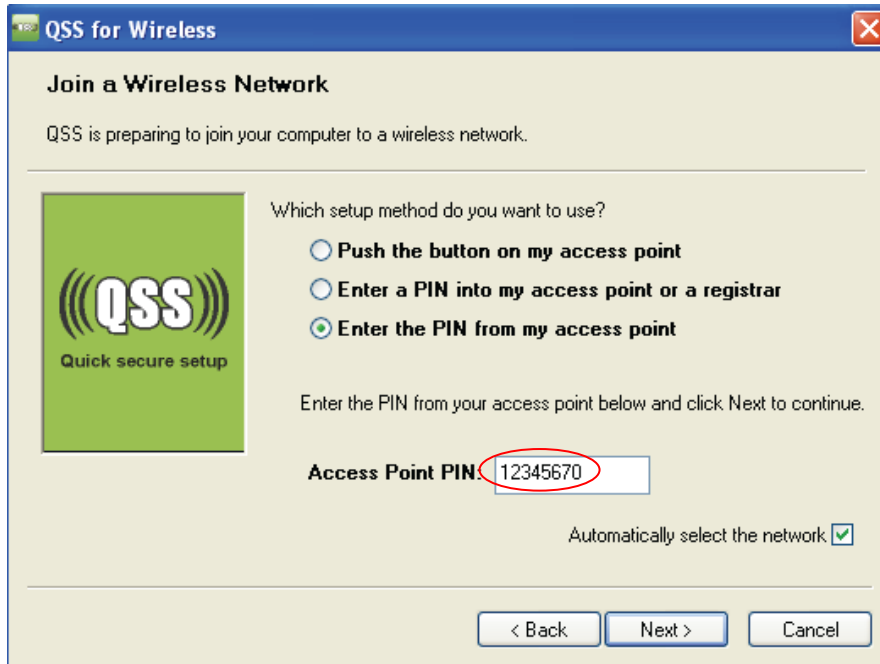 QSS for Wireless
Join a Wireless Network
QSS is preparing to join your computer to a wireless network.
Which setup method do you want to use?
Push the button on my access point
Enter a PIN into my access point or a registrar
Enter the PIN from my access point
(((QSS)))
Quick secure setup
Enter the PIN from your access point below and click Next to continue.
Access Point PIN: 12345670
Automatically select the network
< Back Next > Cancel